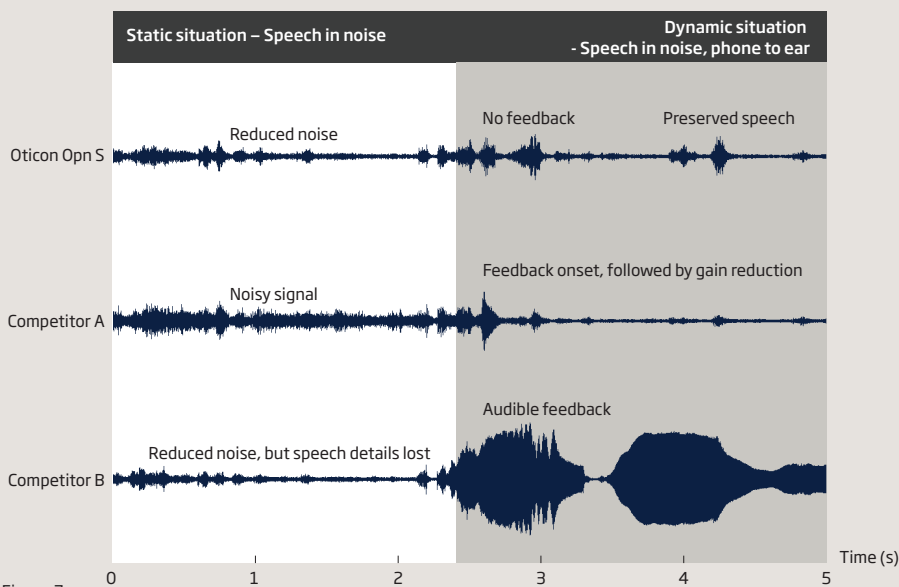 Static situation – Speech in noise
Dynamic situation
- Speech in noise, phone to ear
Oticon Opn S
Reduced noise
No feedback
Preserved speech
Competitor A
Noisy signal
Feedback onset, followed by gain reduction
Competitor B
Reduced noise, but speech details lost
Audible feedback
0 1 2 3 4 5
Time (s)